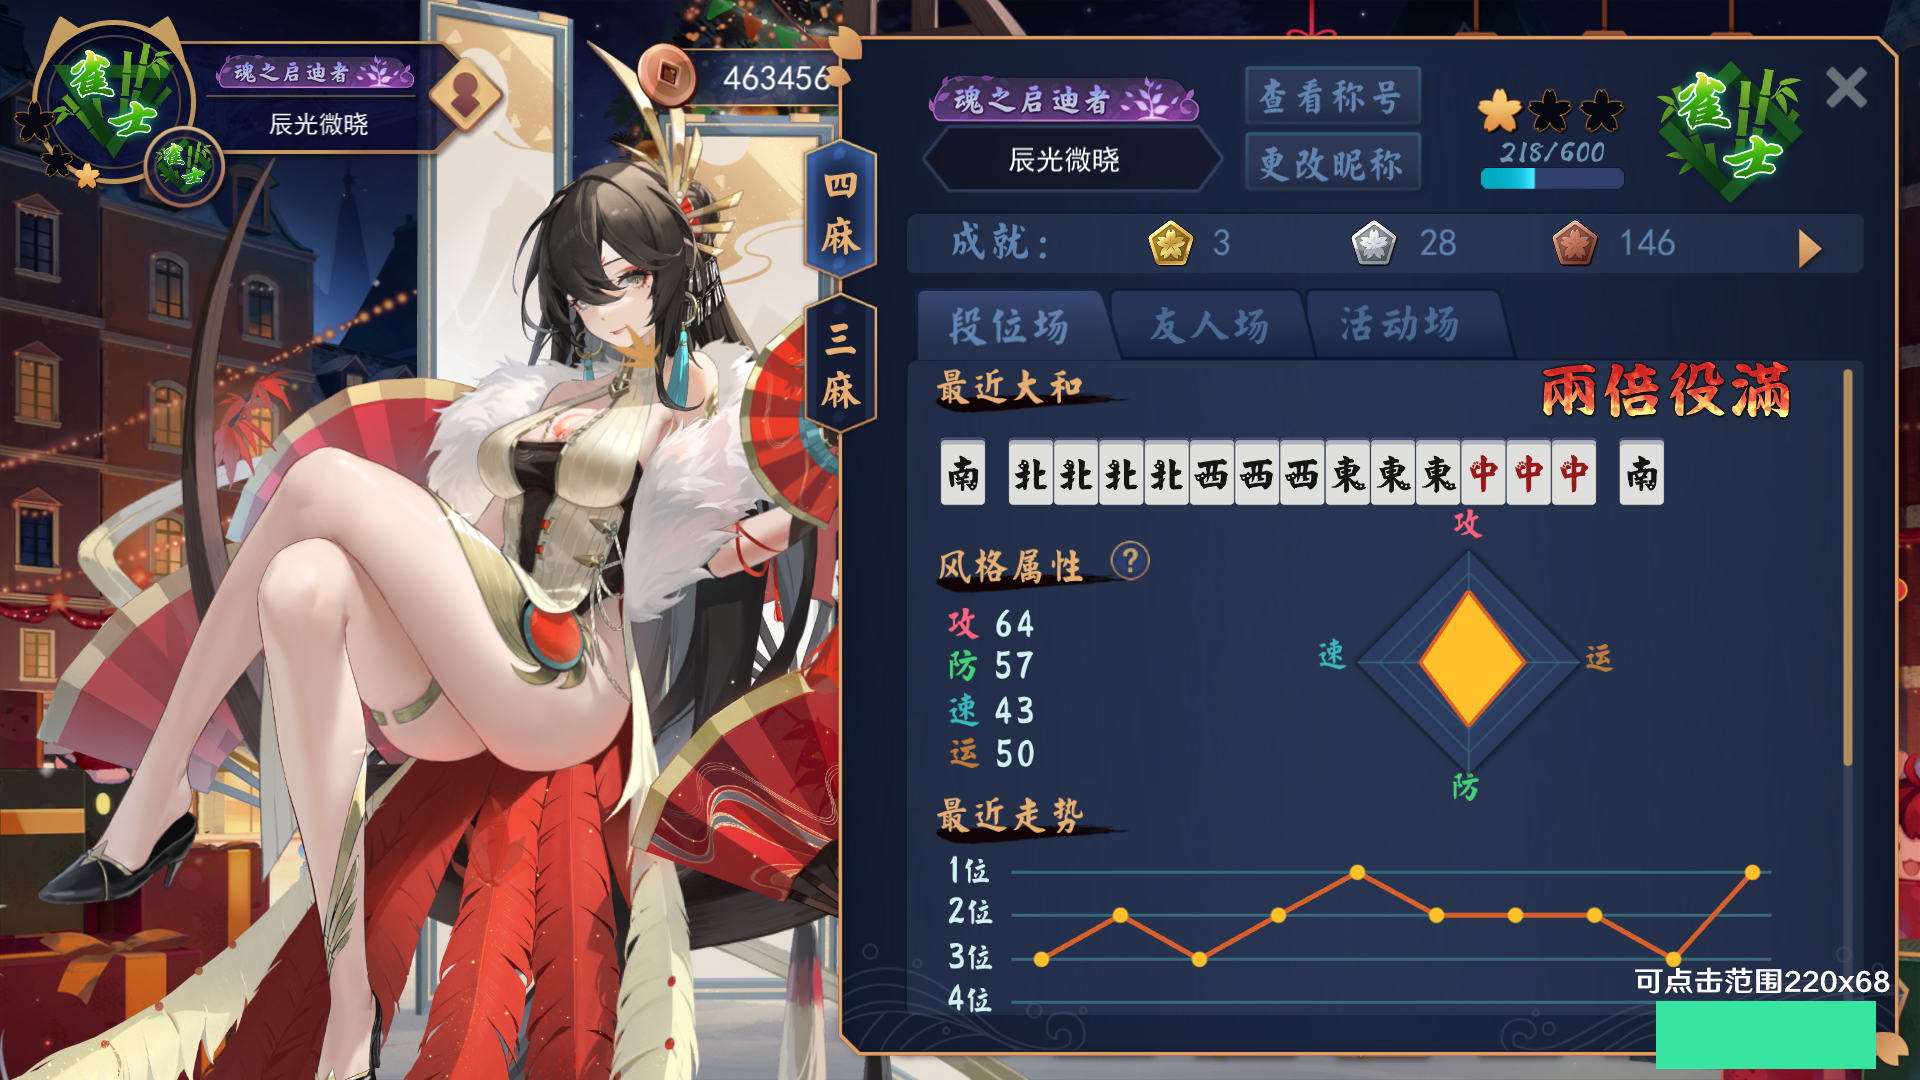 雀士
魂之启迪者
辰光微晓
雀士
463456
四麻
三麻
魂之启迪者
辰光微晓
查看称号
更改昵称
218/600
雀士
成就：
3
28
146
段位场
友人场
活动场
最近大和
兩倍役滿
南 北北北北西西西東東東中中中 南
风格属性
?
攻 64
防 57
速 43
运 50
攻
速
运
防
最近走势
1位
2位
3位
4位
可点击范围220x68